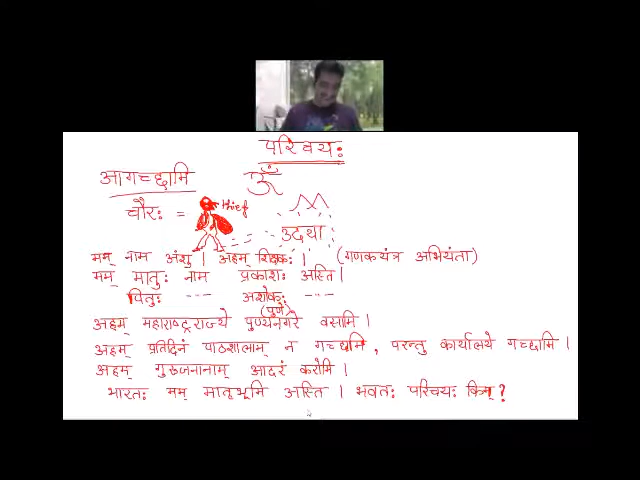 परिचयः
आगच्छामि ॐ
चौरः = thief
उदथा
मम् नाम अंशु । अहम् शिक्षकः । (गणकयंत्र अभियंता)
मम् मातुः नाम प्रकाशः अस्ति ।
पितुः --- अशोकः ---
(पुणे)
अहम् महाराष्ट्रराज्ये पुण्यनगरे वसामि ।
अहम् प्रतिदिनं पाठशालाम् न गच्छामि , परन्तु कार्यालये गच्छामि ।
अहम् गुरुजनानाम् आदरं करोमि ।
भारतः मम् मातृभूमि अस्ति । भवतः परिचयः किम् ?